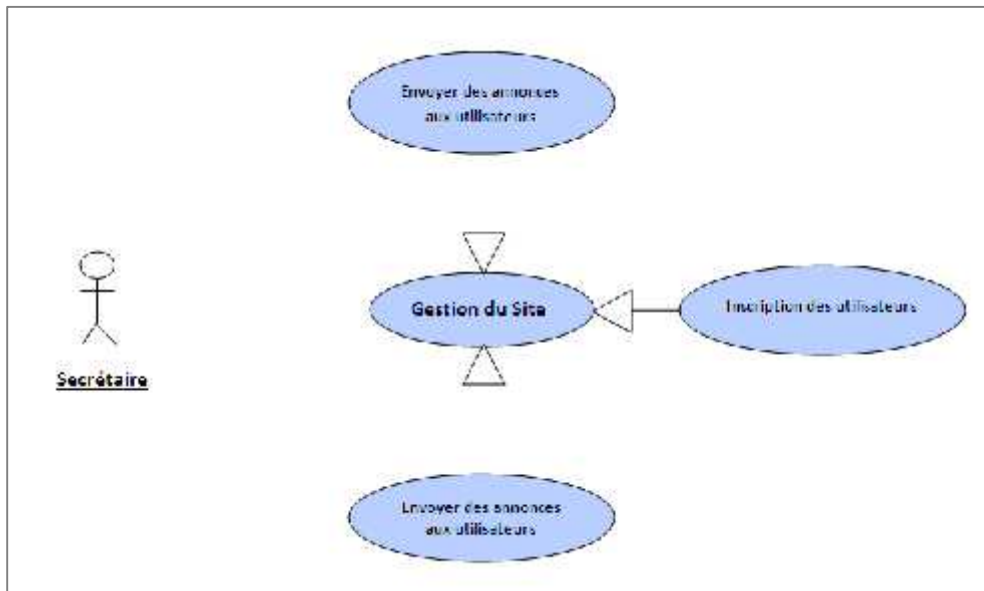 Envoyer des annonces
aux utilisateurs
Gestion du Site
Inscription des utilisateurs
Secrétaire
Envoyer des annonces
aux utilisateurs